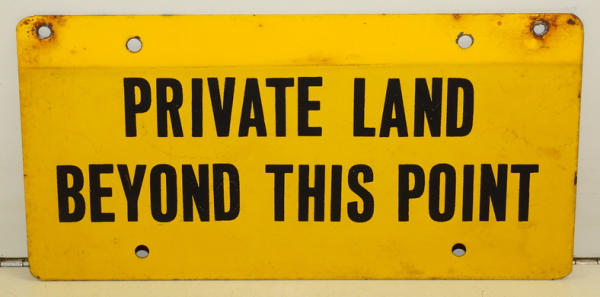 PRIVATE LAND
BEYOND THIS POINT